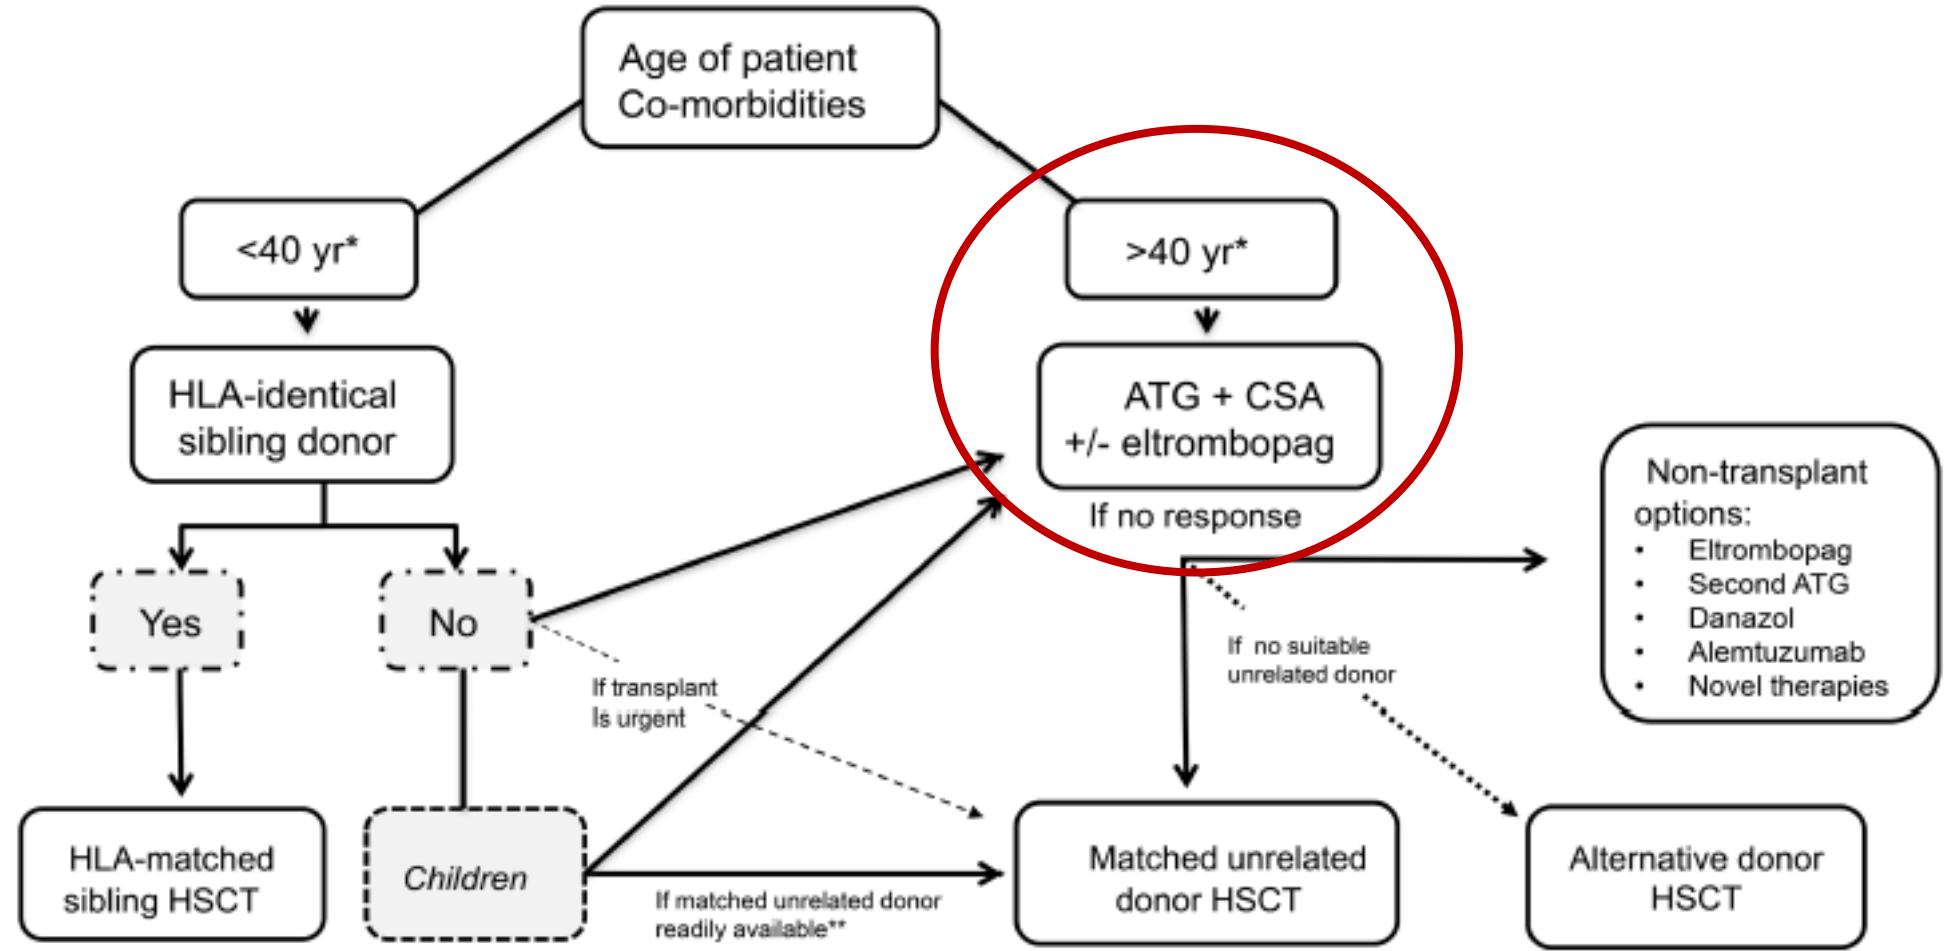 Age of patient
Co-morbidities
<40 yr*
>40 yr*
HLA-identical
sibling donor
ATG + CSA
+/- eltrombopag
If no response
Non-transplant
options:
• Eltrombopag
• Second ATG
• Danazol
• Alemtuzumab
• Novel therapies
Yes
No
If transplant
Is urgent
If no suitable
unrelated donor
HLA-matched
sibling HSCT
Children
If matched unrelated donor
readily available**
Matched unrelated
donor HSCT
Alternative donor
HSCT